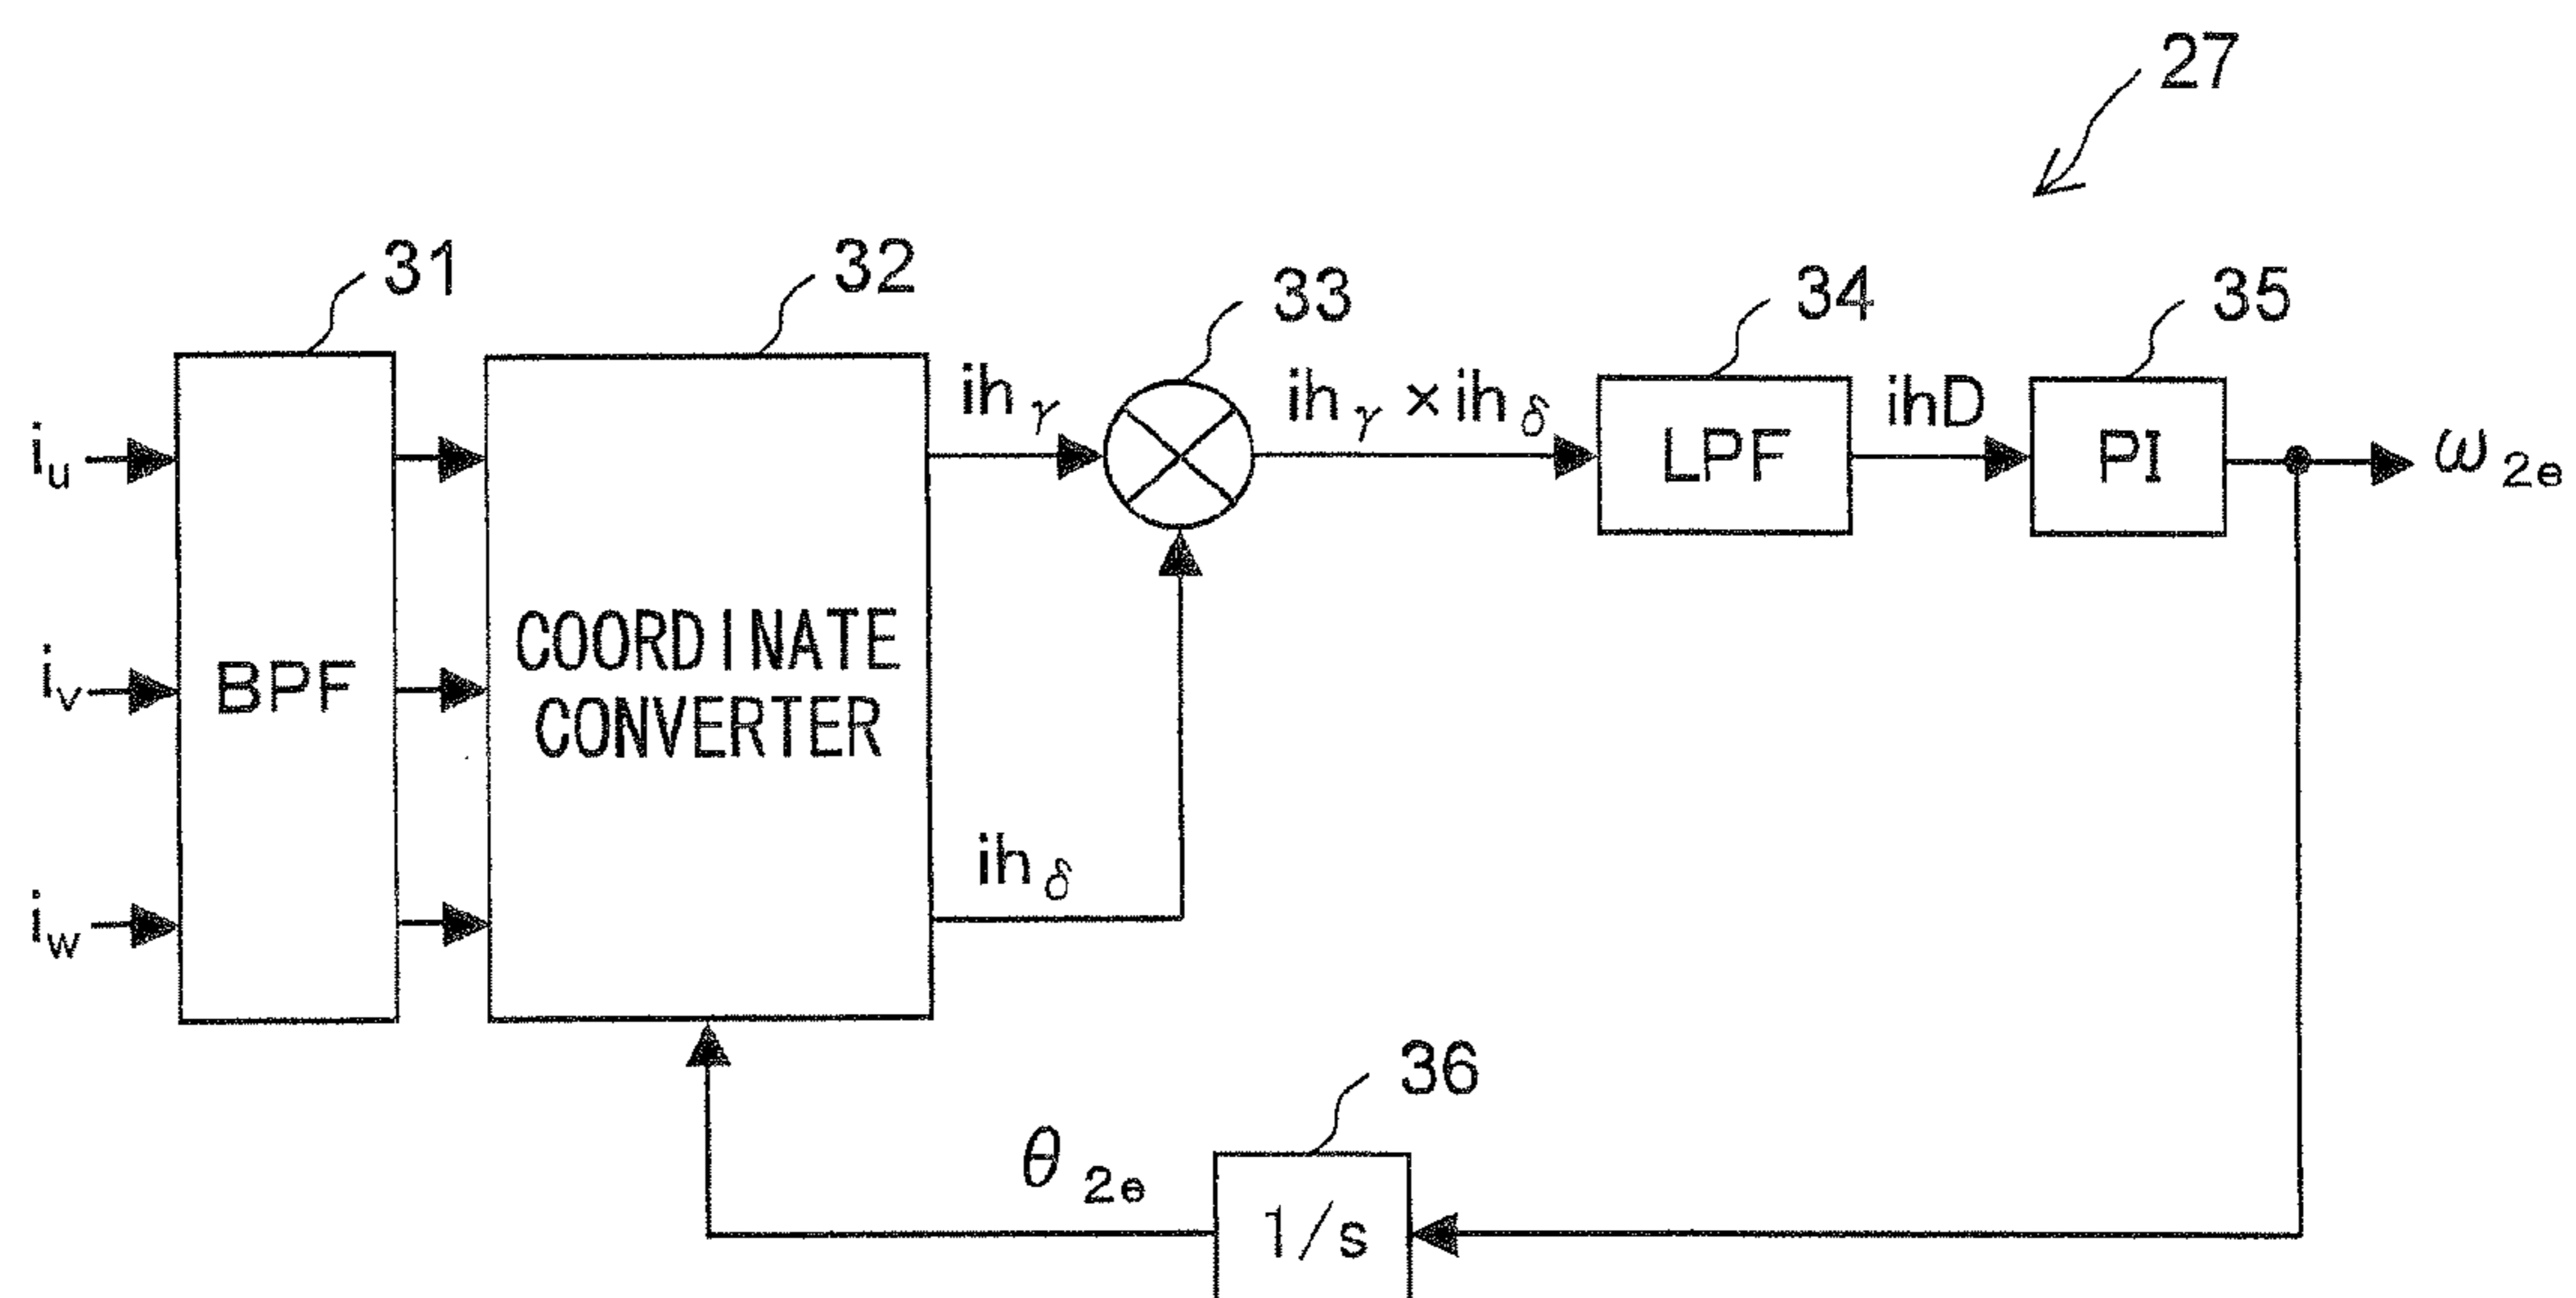 27
31
32
33
34
35
ihγ
ihγ × ihδ
ihD
iu
LPF
PI
ω2e
COORDINATE
CONVERTER
iv
BPF
ihδ
iw
36
θ2e
1/s